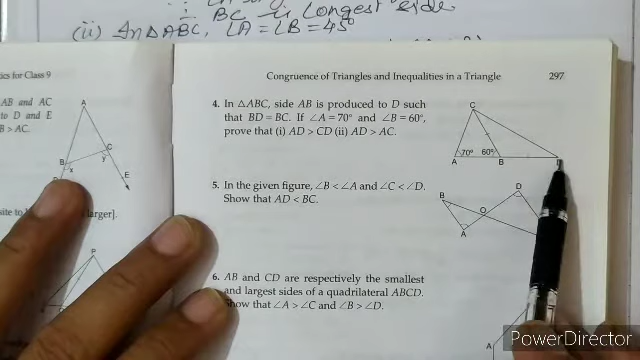 ∴ BC is longest side
(ii) In △ABC, ∠A = ∠B = 45°
ics for Class 9
Congruence of Triangles and Inequalities in a Triangle 297
AB and AC
to D and E
B > AC.
A
B
C
x
y
E
4. In △ABC, side AB is produced to D such
that BD = BC. If ∠A = 70° and ∠B = 60°,
prove that (i) AD > CD (ii) AD > AC.
C
70° 60°
A B
5. In the given figure, ∠B < ∠A and ∠C < ∠D.
Show that AD < BC.
B
D
O
A
larger].
P
6. AB and CD are respectively the smallest
and largest sides of a quadrilateral ABCD.
Show that ∠A > ∠C and ∠B > ∠D.
A
PowerDirector